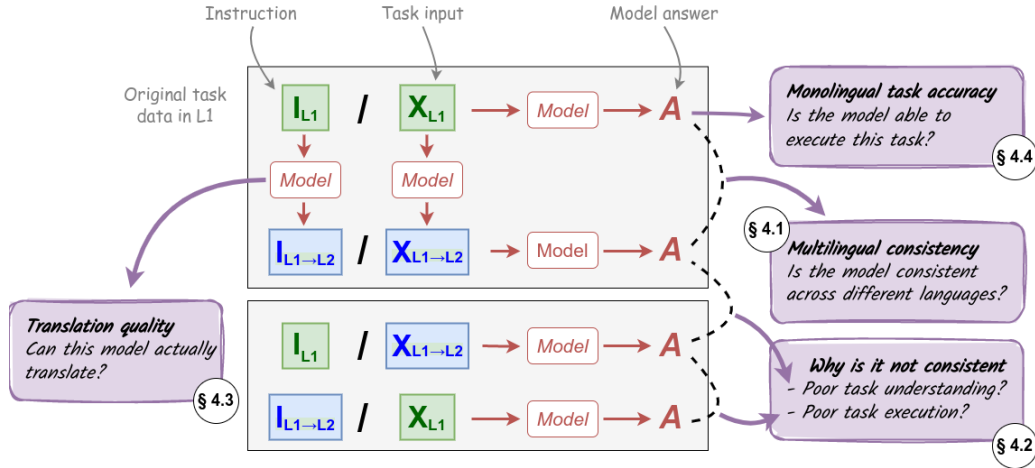 Instruction
Task input
Model answer
Original task
data in L1
I L1 / X L1 Model A
Model Model
I L1→L2 / X L1→L2 Model A
I L1 / X L1→L2 Model A
I L1→L2 / X L1 Model A
Monolingual task accuracy
Is the model able to
execute this task?
§ 4.4
§ 4.1
Multilingual consistency
Is the model consistent
across different languages?
Translation quality
Can this model actually
translate?
§ 4.3
Why is it not consistent
- Poor task understanding?
- Poor task execution?
§ 4.2